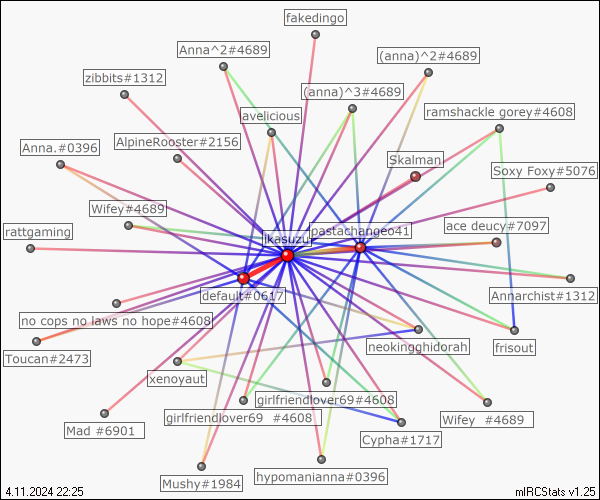 fakedingo
Anna^2#4689
(anna)^2#4689
zibbits#1312
(anna)^3#4689
avelicious
ramshackle gorey#4608
AlpineRooster#2156
Anna.#0396
Skalman
Soxy Foxy#5076
Wifey#4689
ace deucy#7097
pastachangeo41
rattgaming
Ikasuzu
default#0617
Annarchist#1312
no cops no laws no hope#4608
neokingghidorah
frisout
Toucan#2473
xenoyaut
girlfriendlover69#4608
girlfriendlover69 #4608
Wifey #4689
Mad #6901
Cypha#1717
Mushy#1984
hypomanianna#0396
4.11.2024 22:25
mIRCStats v1.25